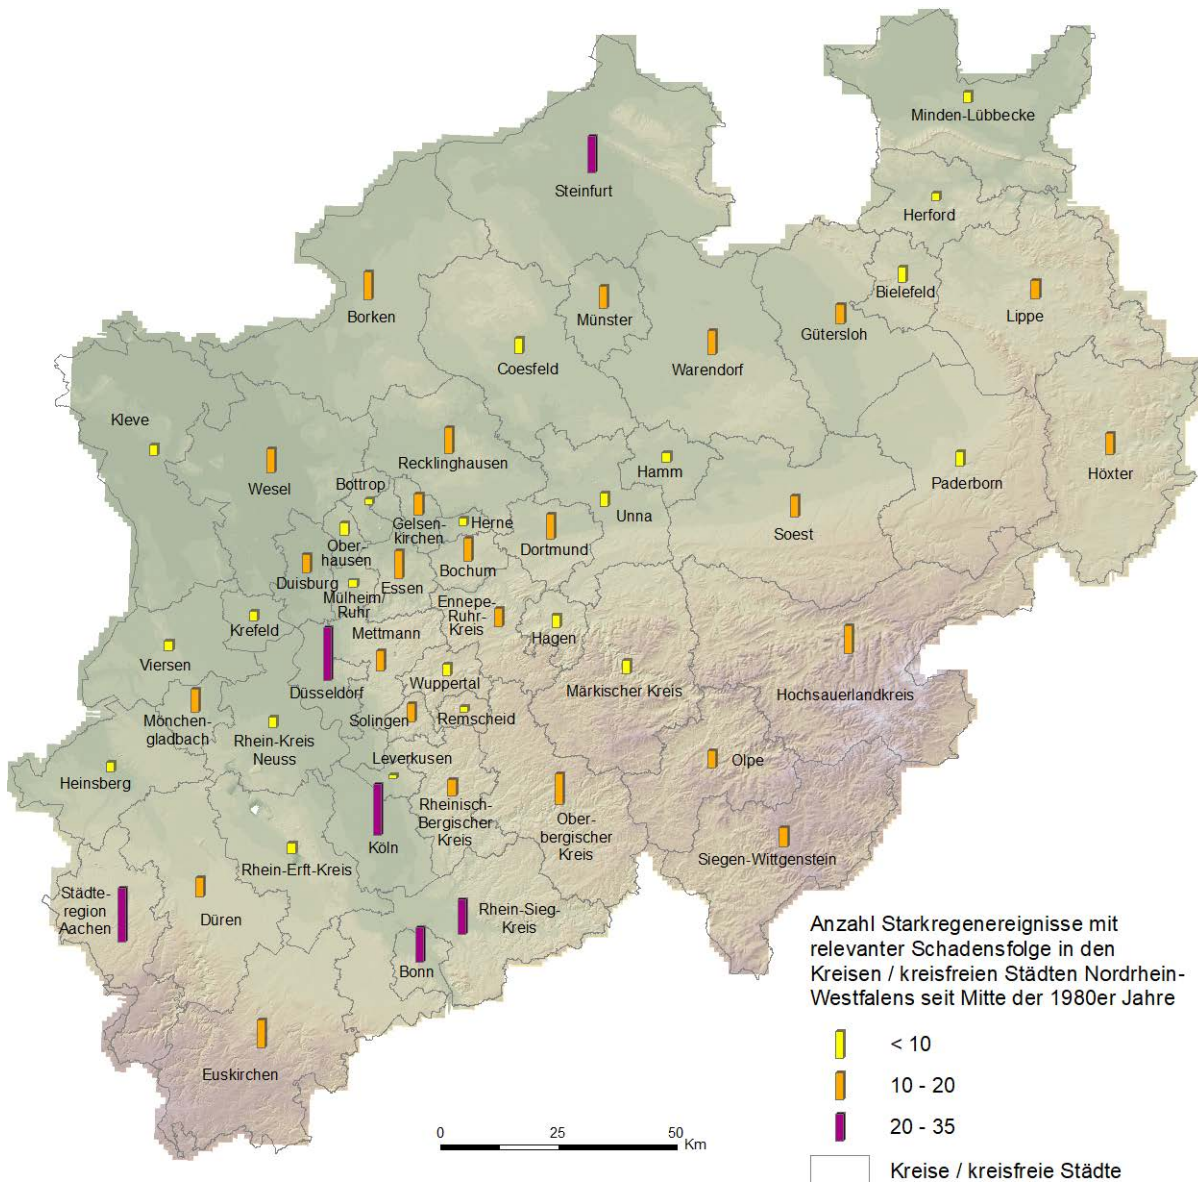 Minden-Lübbecke
Steinfurt
Herford
Bielefeld
Lippe
Borken
Münster
Gütersloh
Coesfeld
Warendorf
Kleve
Recklinghausen
Hamm
Paderborn
Höxter
Wesel
Bottrop
Unna
Soest
Gelsen-
kirchen
Herne
Dortmund
Ober-
hausen
Bochum
Duisburg
Essen
Mülheim/
Ruhr
Ennepe-
Ruhr-
Kreis
Hagen
Krefeld
Mettmann
Viersen
Düsseldorf
Wuppertal
Märkischer Kreis
Hochsauerlandkreis
Mönchen-
gladbach
Solingen
Remscheid
Rhein-Kreis
Neuss
Leverkusen
Olpe
Heinsberg
Rheinisch-
Bergischer
Kreis
Ober-
bergischer
Kreis
Köln
Siegen-Wittgenstein
Rhein-Erft-Kreis
Städte-
region
Aachen
Düren
Rhein-Sieg-
Kreis
Bonn
Euskirchen
Anzahl Starkregenereignisse mit
relevanter Schadensfolge in den
Kreisen / kreisfreien Städten Nordrhein-
Westfalens seit Mitte der 1980er Jahre
< 10
10 - 20
20 - 35
Kreise / kreisfreie Städte
0 25 50
Km